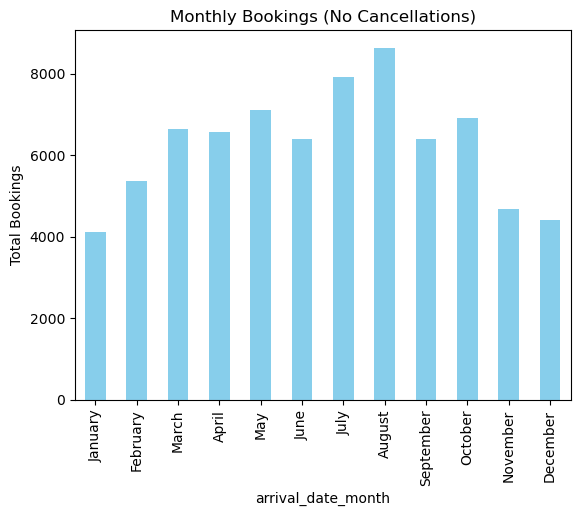 Monthly Bookings (No Cancellations)
Total Bookings
8000
6000
4000
2000
0
January
February
March
April
May
June
July
August
September
October
November
December
arrival_date_month